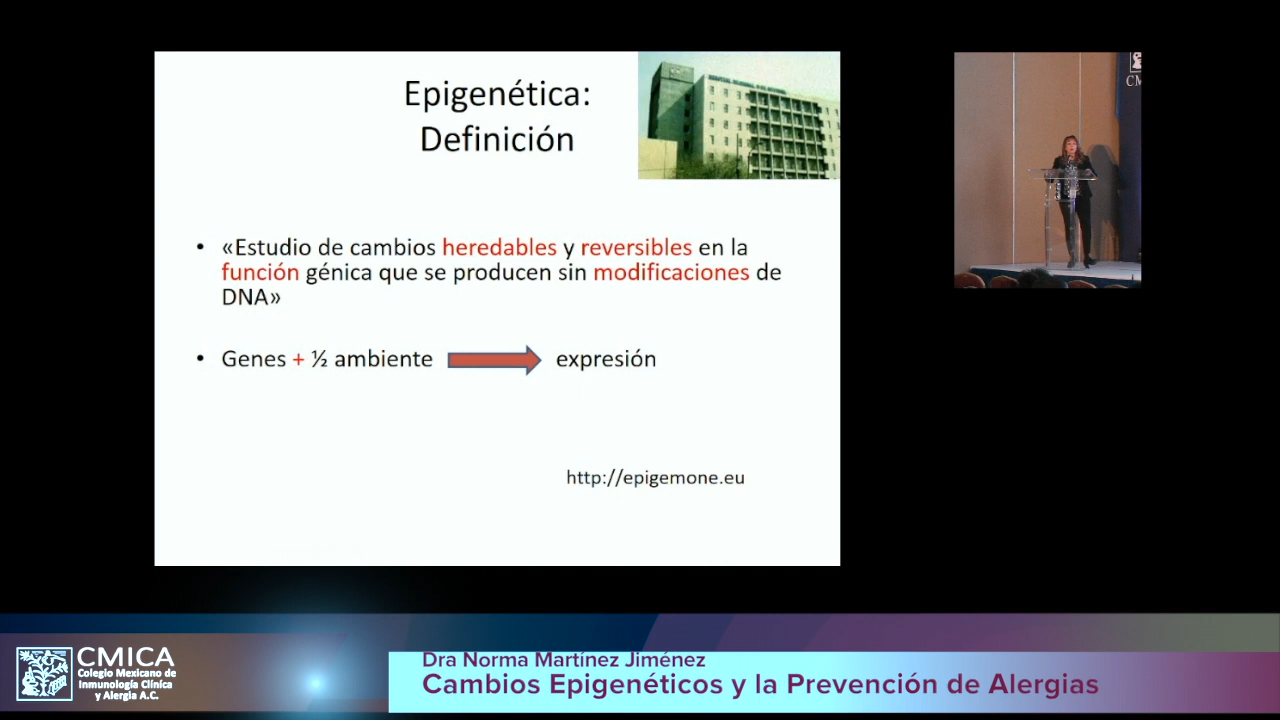 Epigenética:
Definición
• «Estudio de cambios heredables y reversibles en la
función génica que se producen sin modificaciones de
DNA»
• Genes + ½ ambiente expresión
http://epigemone.eu
CM
CMICA
Colegio Mexicano de
Inmunología Clínica
y Alergia A.C.
Dra Norma Martínez Jiménez
Cambios Epigenéticos y la Prevención de Alergias